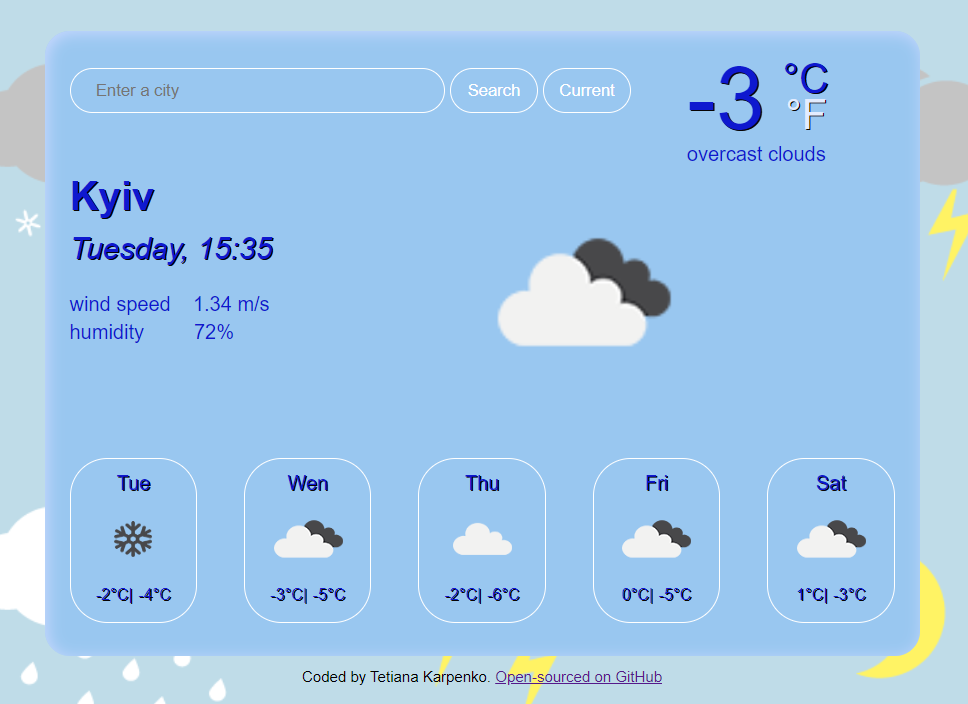 Enter a city Search Current
-3 °C
°F
overcast clouds
Kyiv
Tuesday, 15:35
wind speed 1.34 m/s
humidity 72%
Tue Wen Thu Fri Sat
-2°C| -4°C -3°C| -5°C -2°C| -6°C 0°C| -5°C 1°C| -3°C
Coded by Tetiana Karpenko. Open-sourced on GitHub